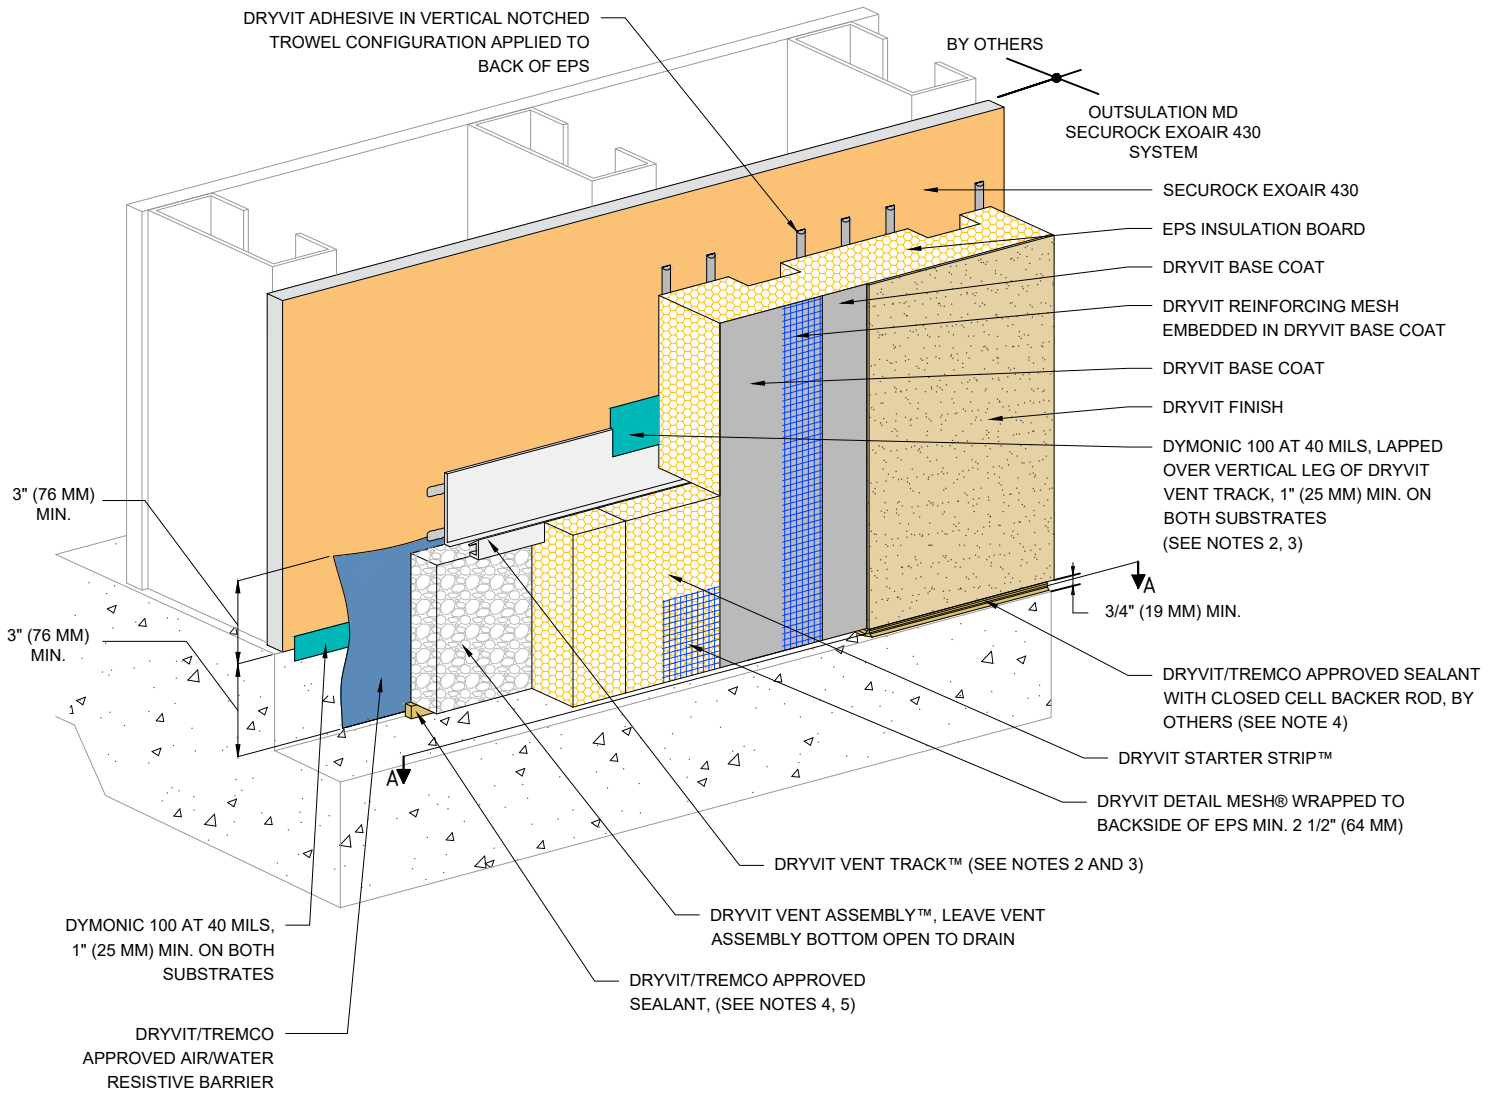 DRYVIT ADHESIVE IN VERTICAL NOTCHED
TROWEL CONFIGURATION APPLIED TO
BACK OF EPS
BY OTHERS
OUTSULATION MD
SECUROCK EXOAIR 430
SYSTEM
SECUROCK EXOAIR 430
EPS INSULATION BOARD
DRYVIT BASE COAT
DRYVIT REINFORCING MESH
EMBEDDED IN DRYVIT BASE COAT
DRYVIT BASE COAT
DRYVIT FINISH
DYMONIC 100 AT 40 MILS, LAPPED
OVER VERTICAL LEG OF DRYVIT
VENT TRACK, 1" (25 MM) MIN. ON
BOTH SUBSTRATES
(SEE NOTES 2, 3)
A
3/4" (19 MM) MIN.
DRYVIT/TREMCO APPROVED SEALANT
WITH CLOSED CELL BACKER ROD, BY
OTHERS (SEE NOTE 4)
DRYVIT STARTER STRIP™
DRYVIT DETAIL MESH® WRAPPED TO
BACKSIDE OF EPS MIN. 2 1/2" (64 MM)
DRYVIT VENT TRACK™ (SEE NOTES 2 AND 3)
DRYVIT VENT ASSEMBLY™, LEAVE VENT
ASSEMBLY BOTTOM OPEN TO DRAIN
DRYVIT/TREMCO APPROVED
SEALANT, (SEE NOTES 4, 5)
3" (76 MM)
MIN.
3" (76 MM)
MIN.
A
DYMONIC 100 AT 40 MILS,
1" (25 MM) MIN. ON BOTH
SUBSTRATES
DRYVIT/TREMCO
APPROVED AIR/WATER
RESISTIVE BARRIER